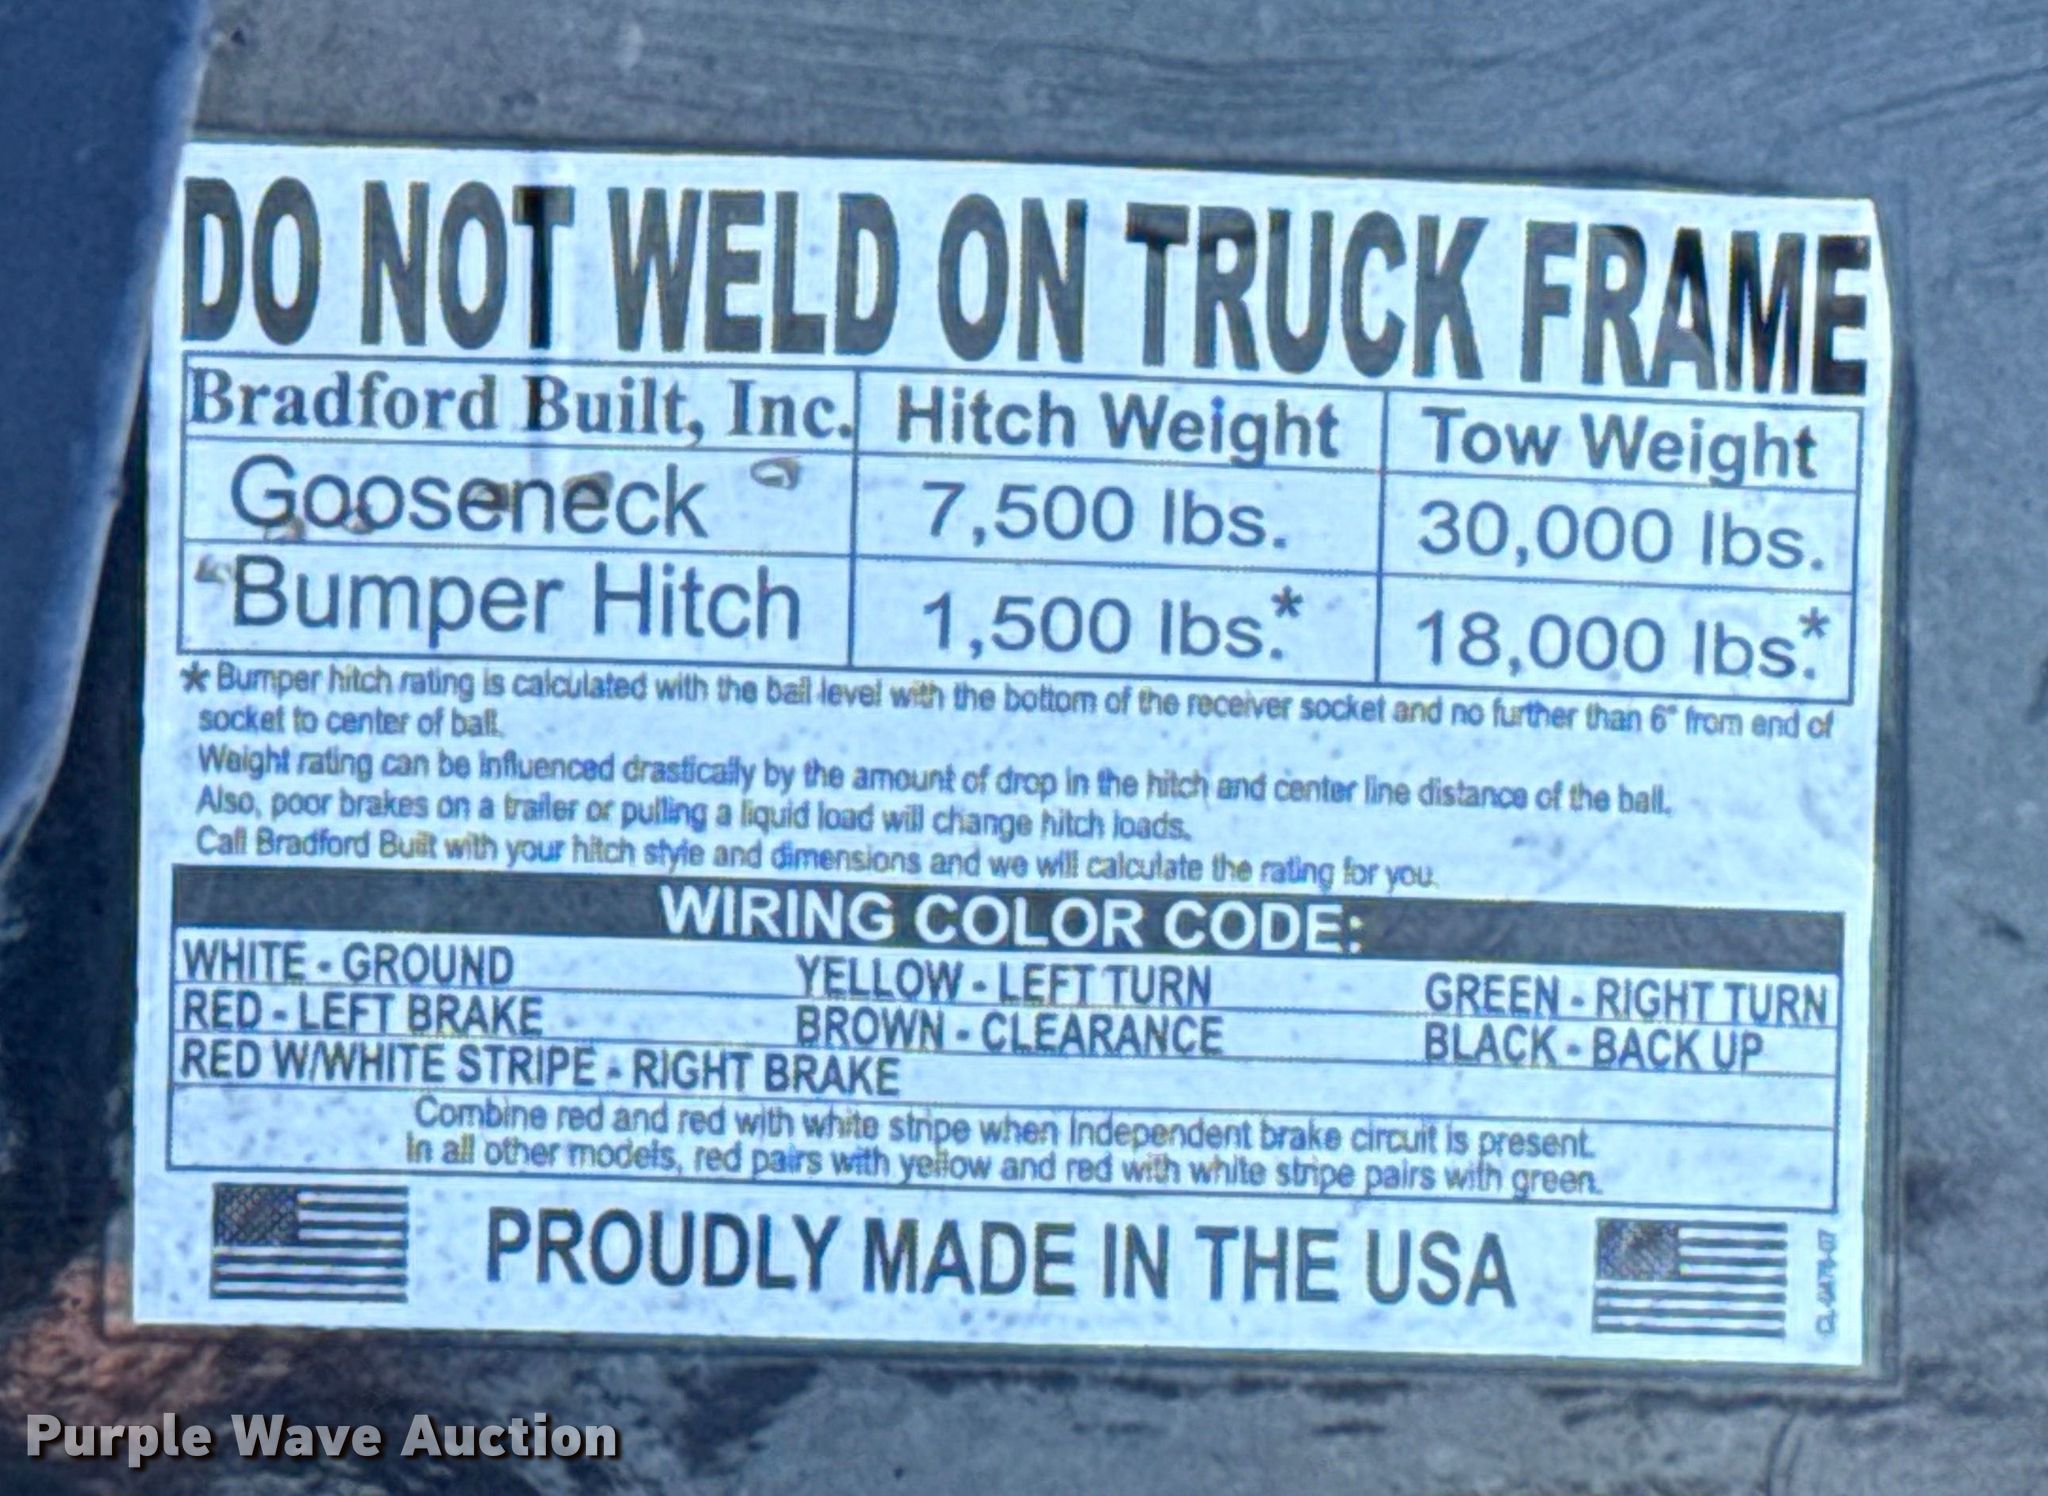 DO NOT WELD ON TRUCK FRAME
Bradford Built, Inc. Hitch Weight Tow Weight
Gooseneck 7,500 lbs. 30,000 lbs.
Bumper Hitch 1,500 lbs.* 18,000 lbs.*
* Bumper hitch rating is calculated with the ball level with the bottom of the receiver socket and no further than 6" from end of
socket to center of ball.
Weight rating can be influenced drastically by the amount of drop in the hitch and center line distance of the ball.
Also, poor brakes on a trailer or pulling a liquid load will change hitch loads.
Call Bradford Built with your hitch style and dimensions and we will calculate the rating for you.
WIRING COLOR CODE:
WHITE - GROUND YELLOW - LEFT TURN GREEN - RIGHT TURN
RED - LEFT BRAKE BROWN - CLEARANCE BLACK - BACK UP
RED W/WHITE STRIPE - RIGHT BRAKE
Combine red and red with white stripe when independent brake circuit is present.
In all other models, red pairs with yellow and red with white stripe pairs with green.
PROUDLY MADE IN THE USA
Purple Wave Auction